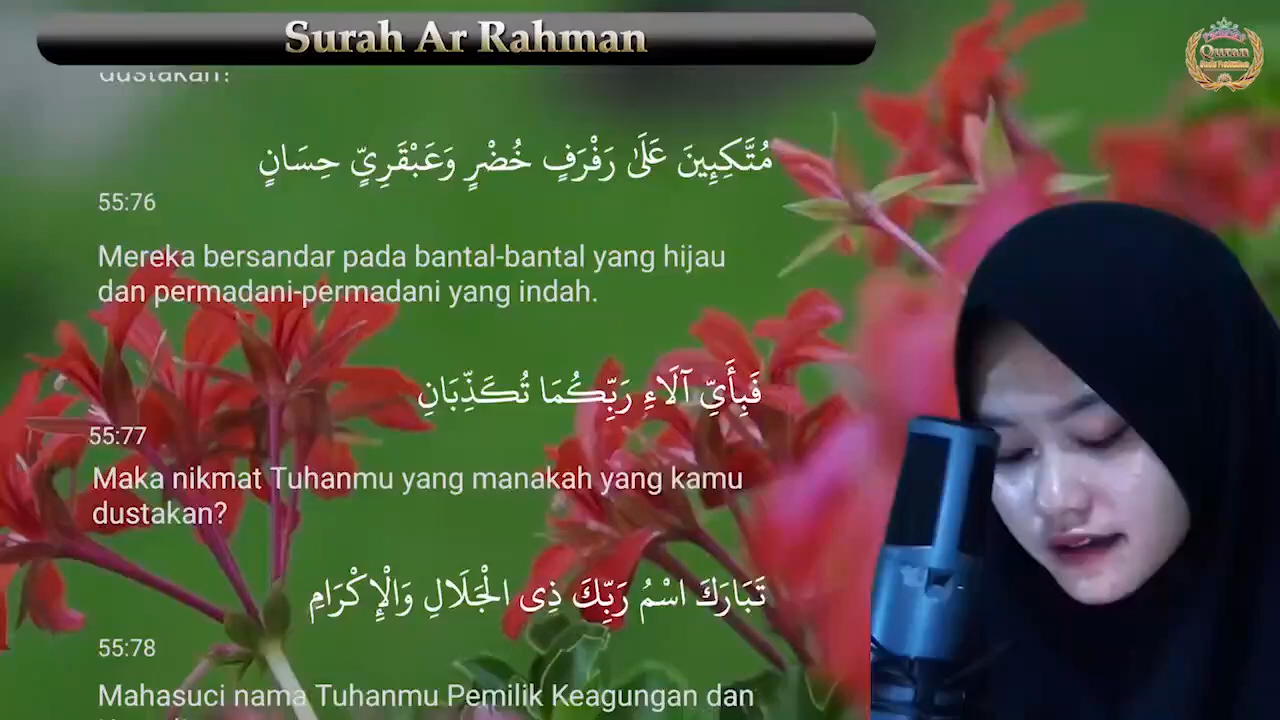 Surah Ar Rahman
Quran
dustakan?
مُتَّكِـِٔينَ عَلَىٰ رَفْرَفٍ خُضْرٍ وَعَبْقَرِيٍّ حِسَانٍ
55:76
Mereka bersandar pada bantal-bantal yang hijau
dan permadani-permadani yang indah.
فَبِأَيِّ آلَاءِ رَبِّكُمَا تُكَذِّبَانِ
55:77
Maka nikmat Tuhanmu yang manakah yang kamu
dustakan?
تَبَارَكَ اسْمُ رَبِّكَ ذِى الْجَلَالِ وَالْإِكْرَامِ
55:78
Mahasuci nama Tuhanmu Pemilik Keagungan dan